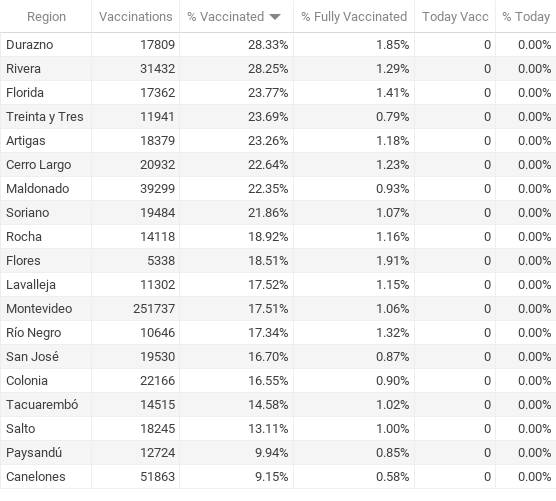 Region Vaccinations % Vaccinated % Fully Vaccinated Today Vacc % Today
Durazno 17809 28.33% 1.85% 0 0.00%
Rivera 31432 28.25% 1.29% 0 0.00%
Florida 17362 23.77% 1.41% 0 0.00%
Treinta y Tres 11941 23.69% 0.79% 0 0.00%
Artigas 18379 23.26% 1.18% 0 0.00%
Cerro Largo 20932 22.64% 1.23% 0 0.00%
Maldonado 39299 22.35% 0.93% 0 0.00%
Soriano 19484 21.86% 1.07% 0 0.00%
Rocha 14118 18.92% 1.16% 0 0.00%
Flores 5338 18.51% 1.91% 0 0.00%
Lavalleja 11302 17.52% 1.15% 0 0.00%
Montevideo 251737 17.51% 1.06% 0 0.00%
Río Negro 10646 17.34% 1.32% 0 0.00%
San José 19530 16.70% 0.87% 0 0.00%
Colonia 22166 16.55% 0.90% 0 0.00%
Tacuarembó 14515 14.58% 1.02% 0 0.00%
Salto 18245 13.11% 1.00% 0 0.00%
Paysandú 12724 9.94% 0.85% 0 0.00%
Canelones 51863 9.15% 0.58% 0 0.00%